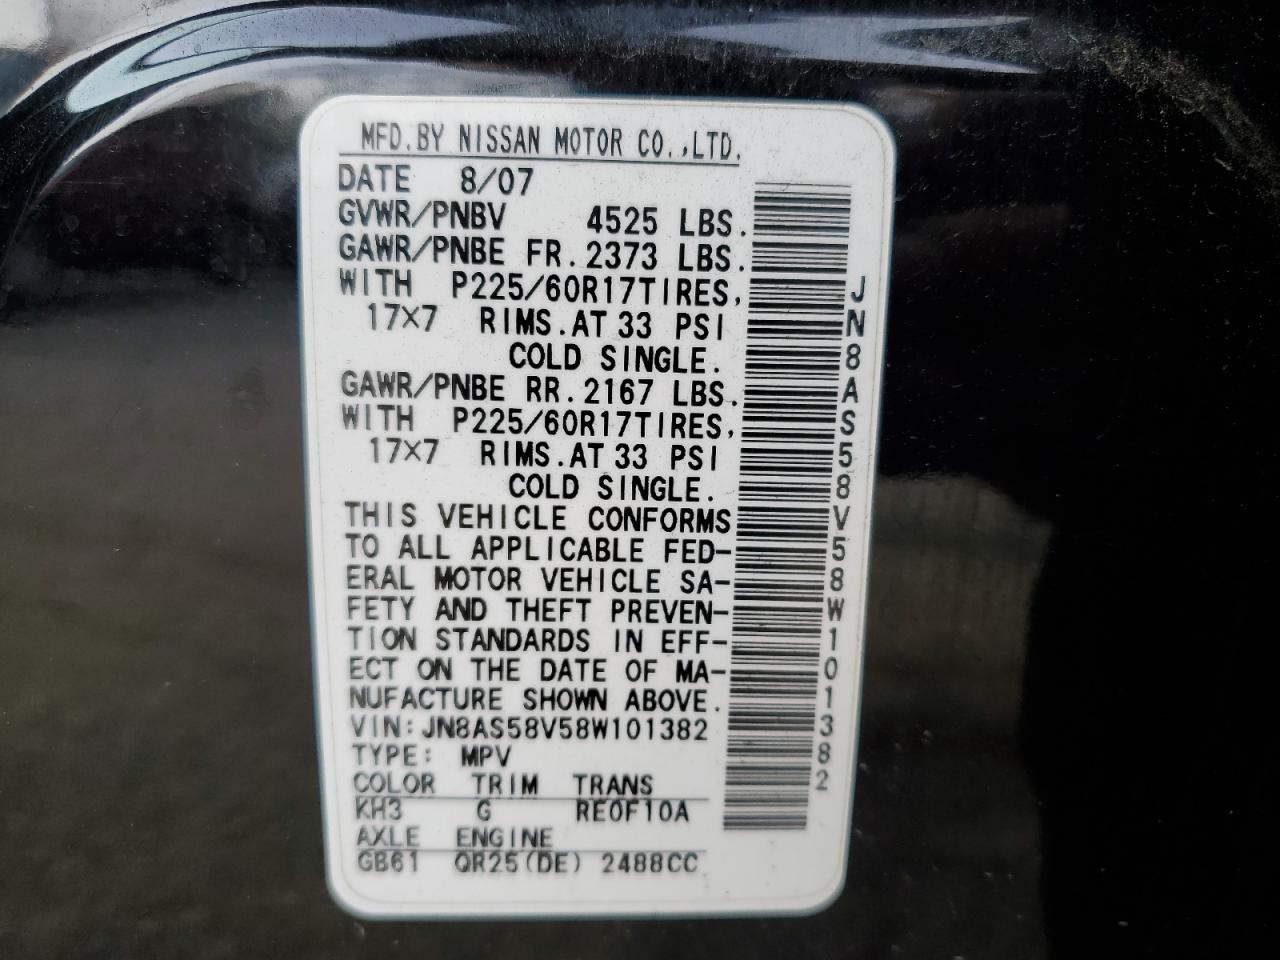 MFD.BY NISSAN MOTOR CO.,LTD.
DATE 8/07
GVWR/PNBV 4525 LBS.
GAWR/PNBE FR.2373 LBS.
WITH P225/60R17TIRES,
17×7 RIMS.AT 33 PSI
COLD SINGLE.
GAWR/PNBE RR.2167 LBS.
WITH P225/60R17TIRES,
17×7 RIMS.AT 33 PSI
COLD SINGLE.
THIS VEHICLE CONFORMS
TO ALL APPLICABLE FED-
ERAL MOTOR VEHICLE SA-
FETY AND THEFT PREVEN-
TION STANDARDS IN EFF-
ECT ON THE DATE OF MA-
NUFACTURE SHOWN ABOVE.
VIN:JN8AS58V58W101382
TYPE: MPV
COLOR TRIM TRANS
KH3 G RE0F10A
AXLE ENGINE
GB61 QR25(DE) 2488CC
JN8AS58V58W101382